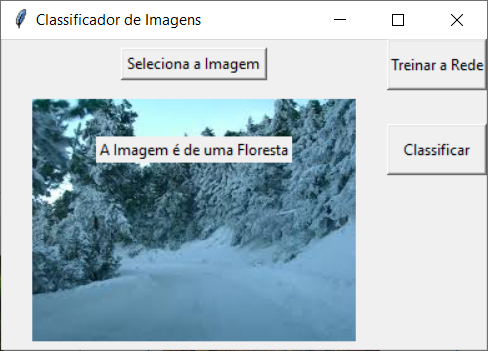 Classificador de Imagens
Seleciona a Imagem
Treinar a Rede
A Imagem é de uma Floresta
Classificar